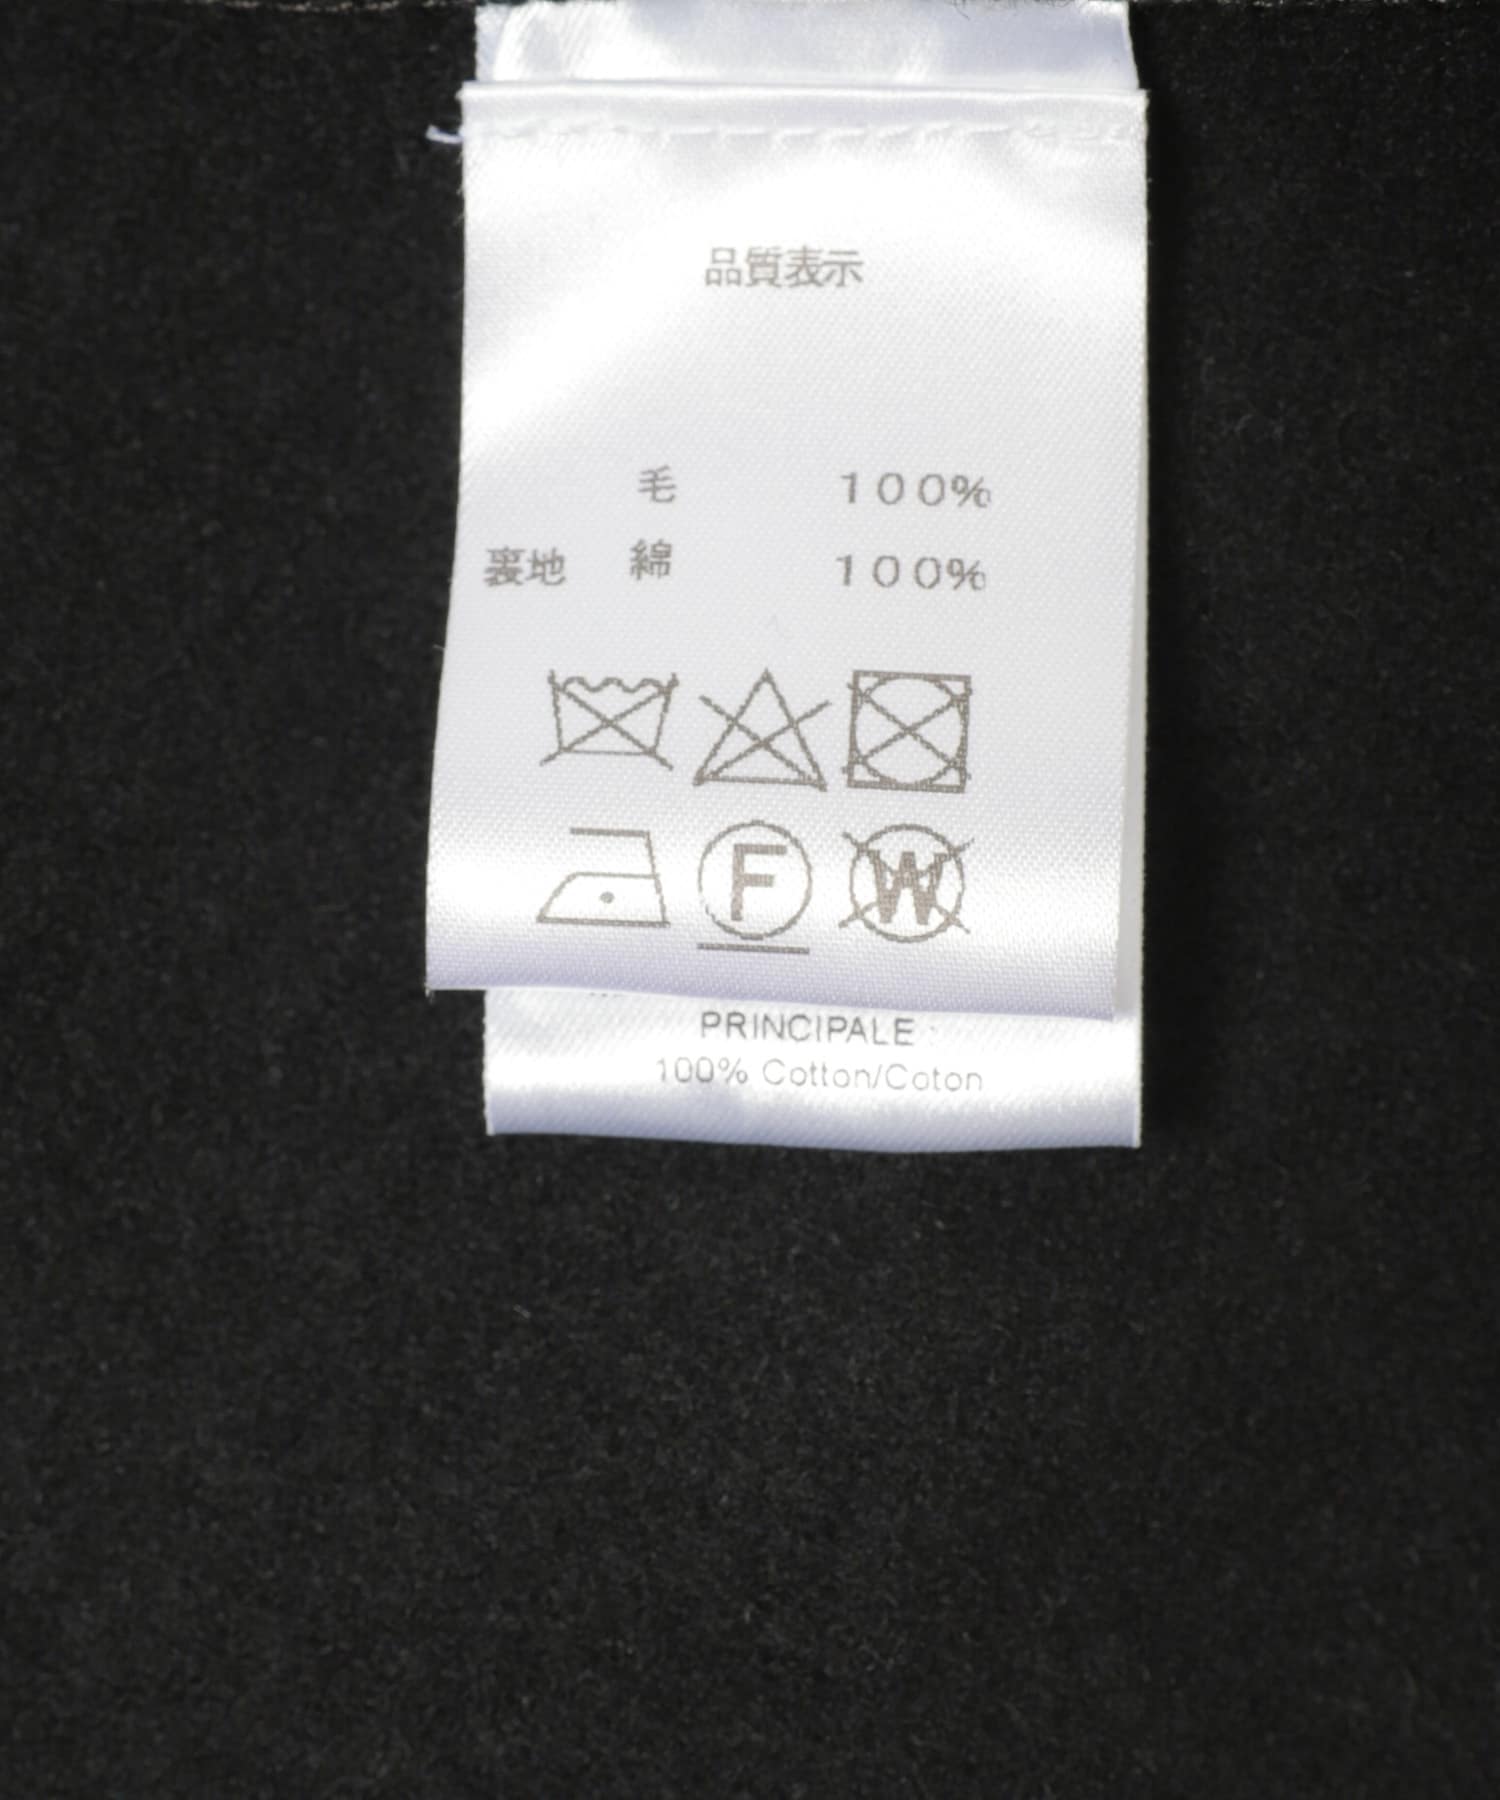 品質表示
毛 100%
裏地 綿 100%
F W
PRINCIPALE :
100% Cotton/Coton